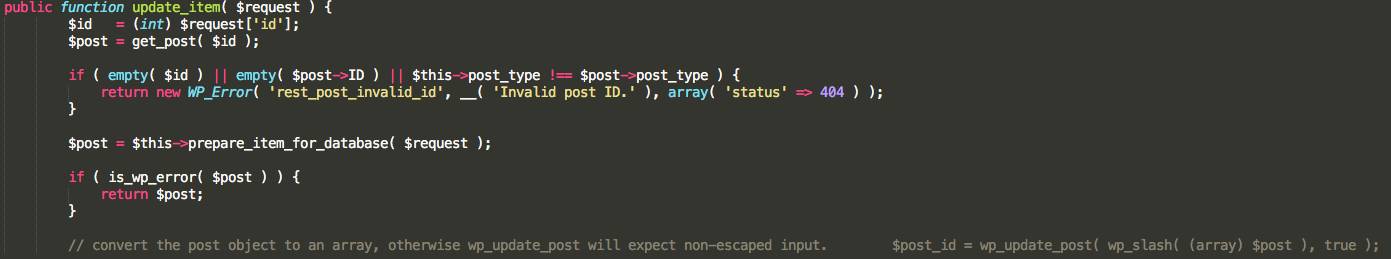 public function update_item( $request ) {
$id   = (int) $request['id'];
$post = get_post( $id );
if ( empty( $id ) || empty( $post->ID ) || $this->post_type !== $post->post_type ) {
return new WP_Error( 'rest_post_invalid_id', __( 'Invalid post ID.' ), array( 'status' => 404 ) );
}
$post = $this->prepare_item_for_database( $request );
if ( is_wp_error( $post ) ) {
return $post;
}
// convert the post object to an array, otherwise wp_update_post will expect non-escaped input.        $post_id = wp_update_post( wp_slash( (array) $post ), true );